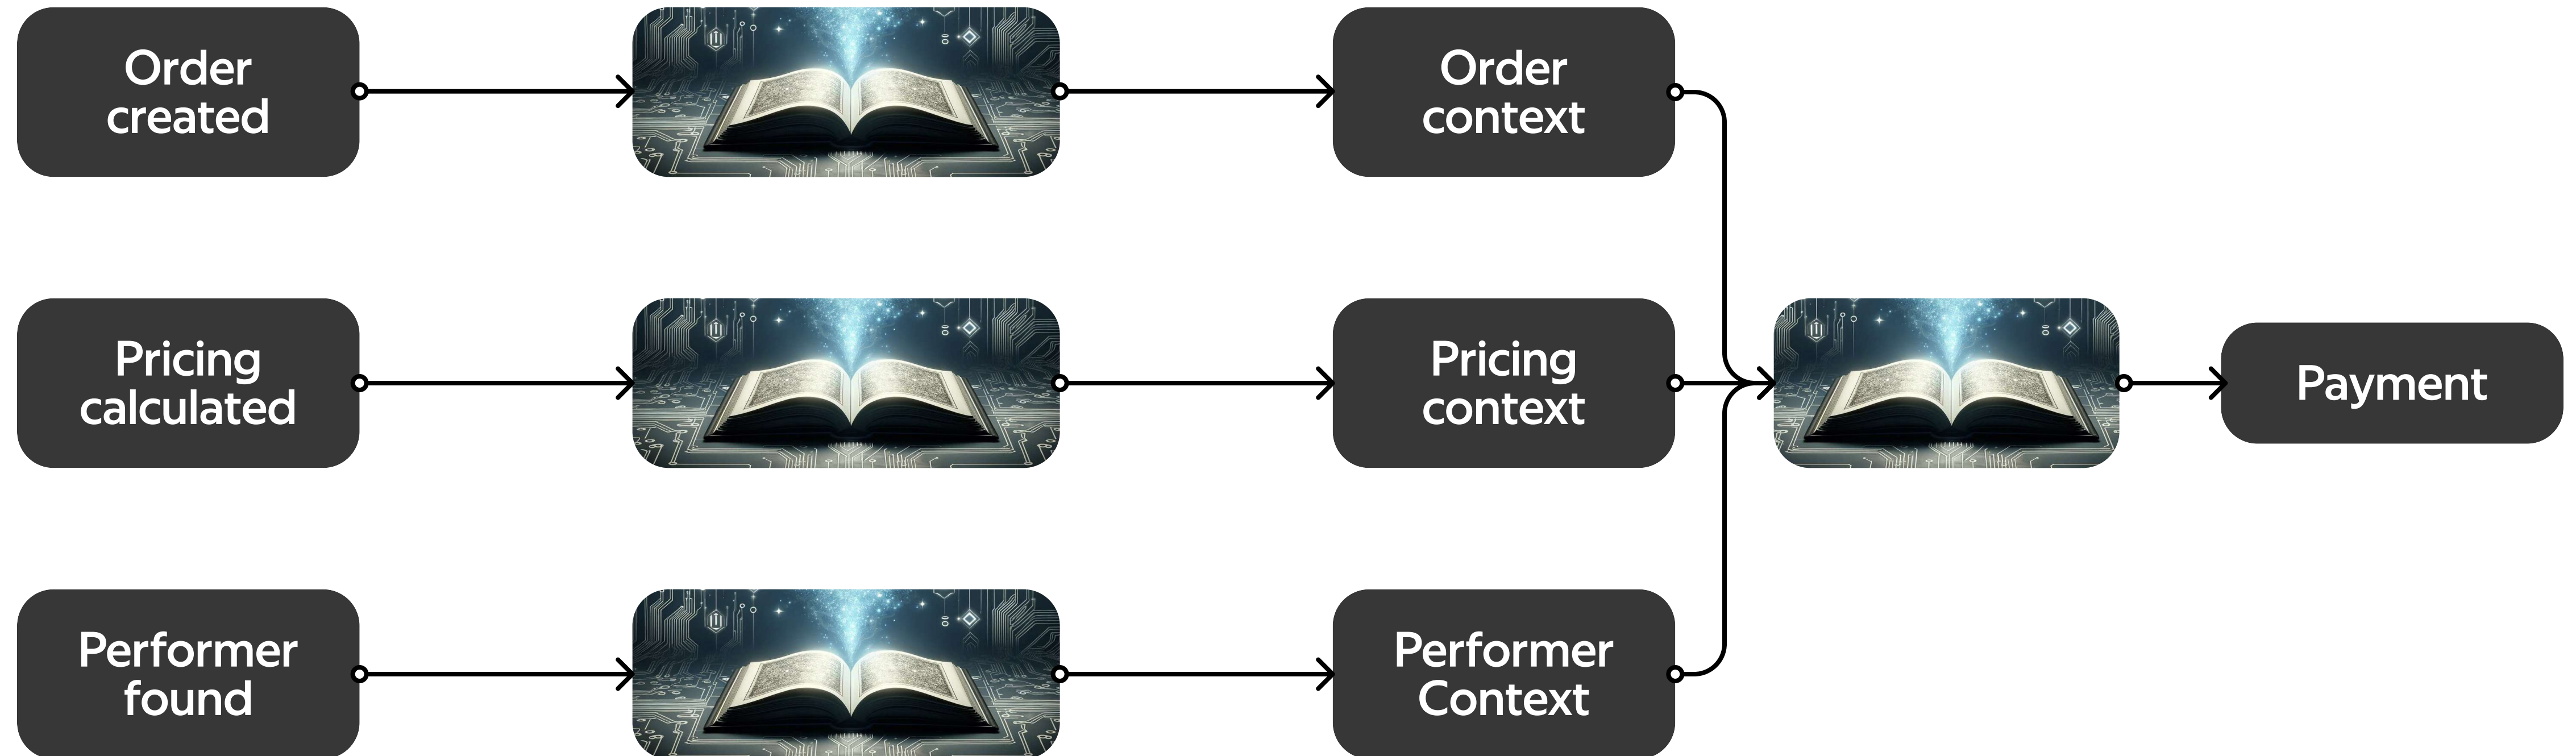 Order
created
Order
context
Pricing
calculated
Pricing
context
Payment
Performer
found
Performer
Context